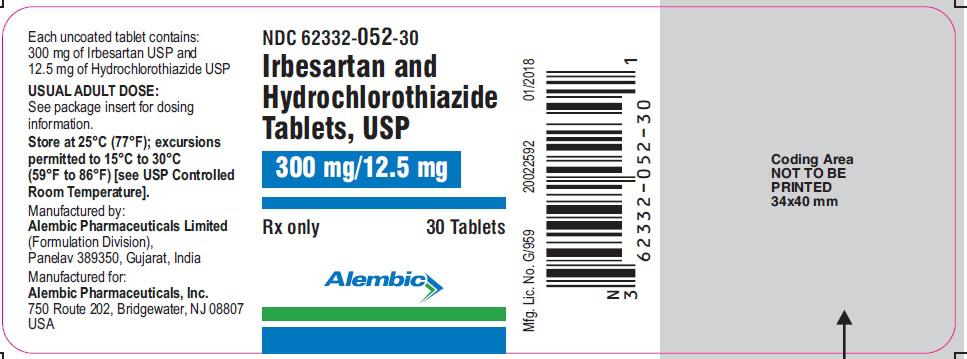 Each uncoated tablet contains:
300 mg of Irbesartan USP and
12.5 mg of Hydrochlorothiazide USP
USUAL ADULT DOSE:
See package insert for dosing
information.
Store at 25°C (77°F); excursions
permitted to 15°C to 30°C
(59°F to 86°F) [see USP Controlled
Room Temperature].
Manufactured by:
Alembic Pharmaceuticals Limited
(Formulation Division),
Panelav 389350, Gujarat, India
Manufactured for:
Alembic Pharmaceuticals, Inc.
750 Route 202, Bridgewater, NJ 08807
USA
NDC 62332-052-30
Irbesartan and
Hydrochlorothiazide
Tablets, USP
300 mg/12.5 mg
Rx only 30 Tablets
Alembic
Mfg. Lic. No. G/959 20022592 01/2018
N
3 62332-052-30 1
Coding Area
NOT TO BE
PRINTED
34x40 mm